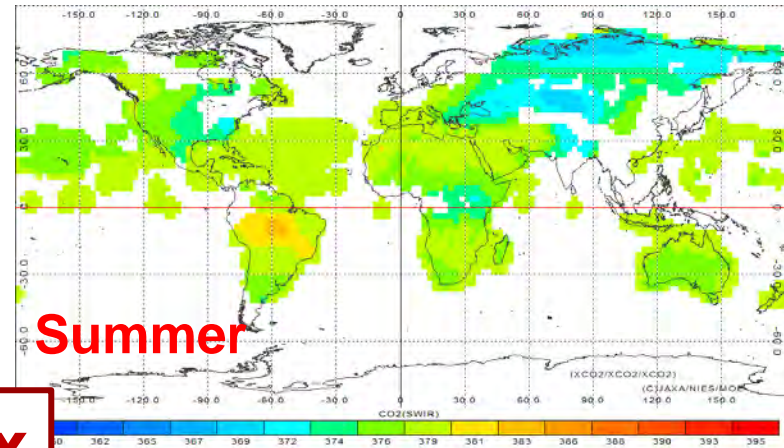 -150.0 -120.0 -90.0 -60.0 -30.0 0 30.0 60.0 90.0 120.0 150.0
60.0 60.0
30.0 30.0
0 0
-30.0 -30.0
-60.0 -60.0
Summer
(XCO2/XCO2/XCO2)
(C)JAXA/NIES/MOE
-150.0 -120.0 -90.0 -60.0 -30.0 0 30.0 60.0 90.0 120.0 150.0
CO2(SWIR)
362 365 367 369 372 374 376 379 381 383 386 388 390 393 395
x